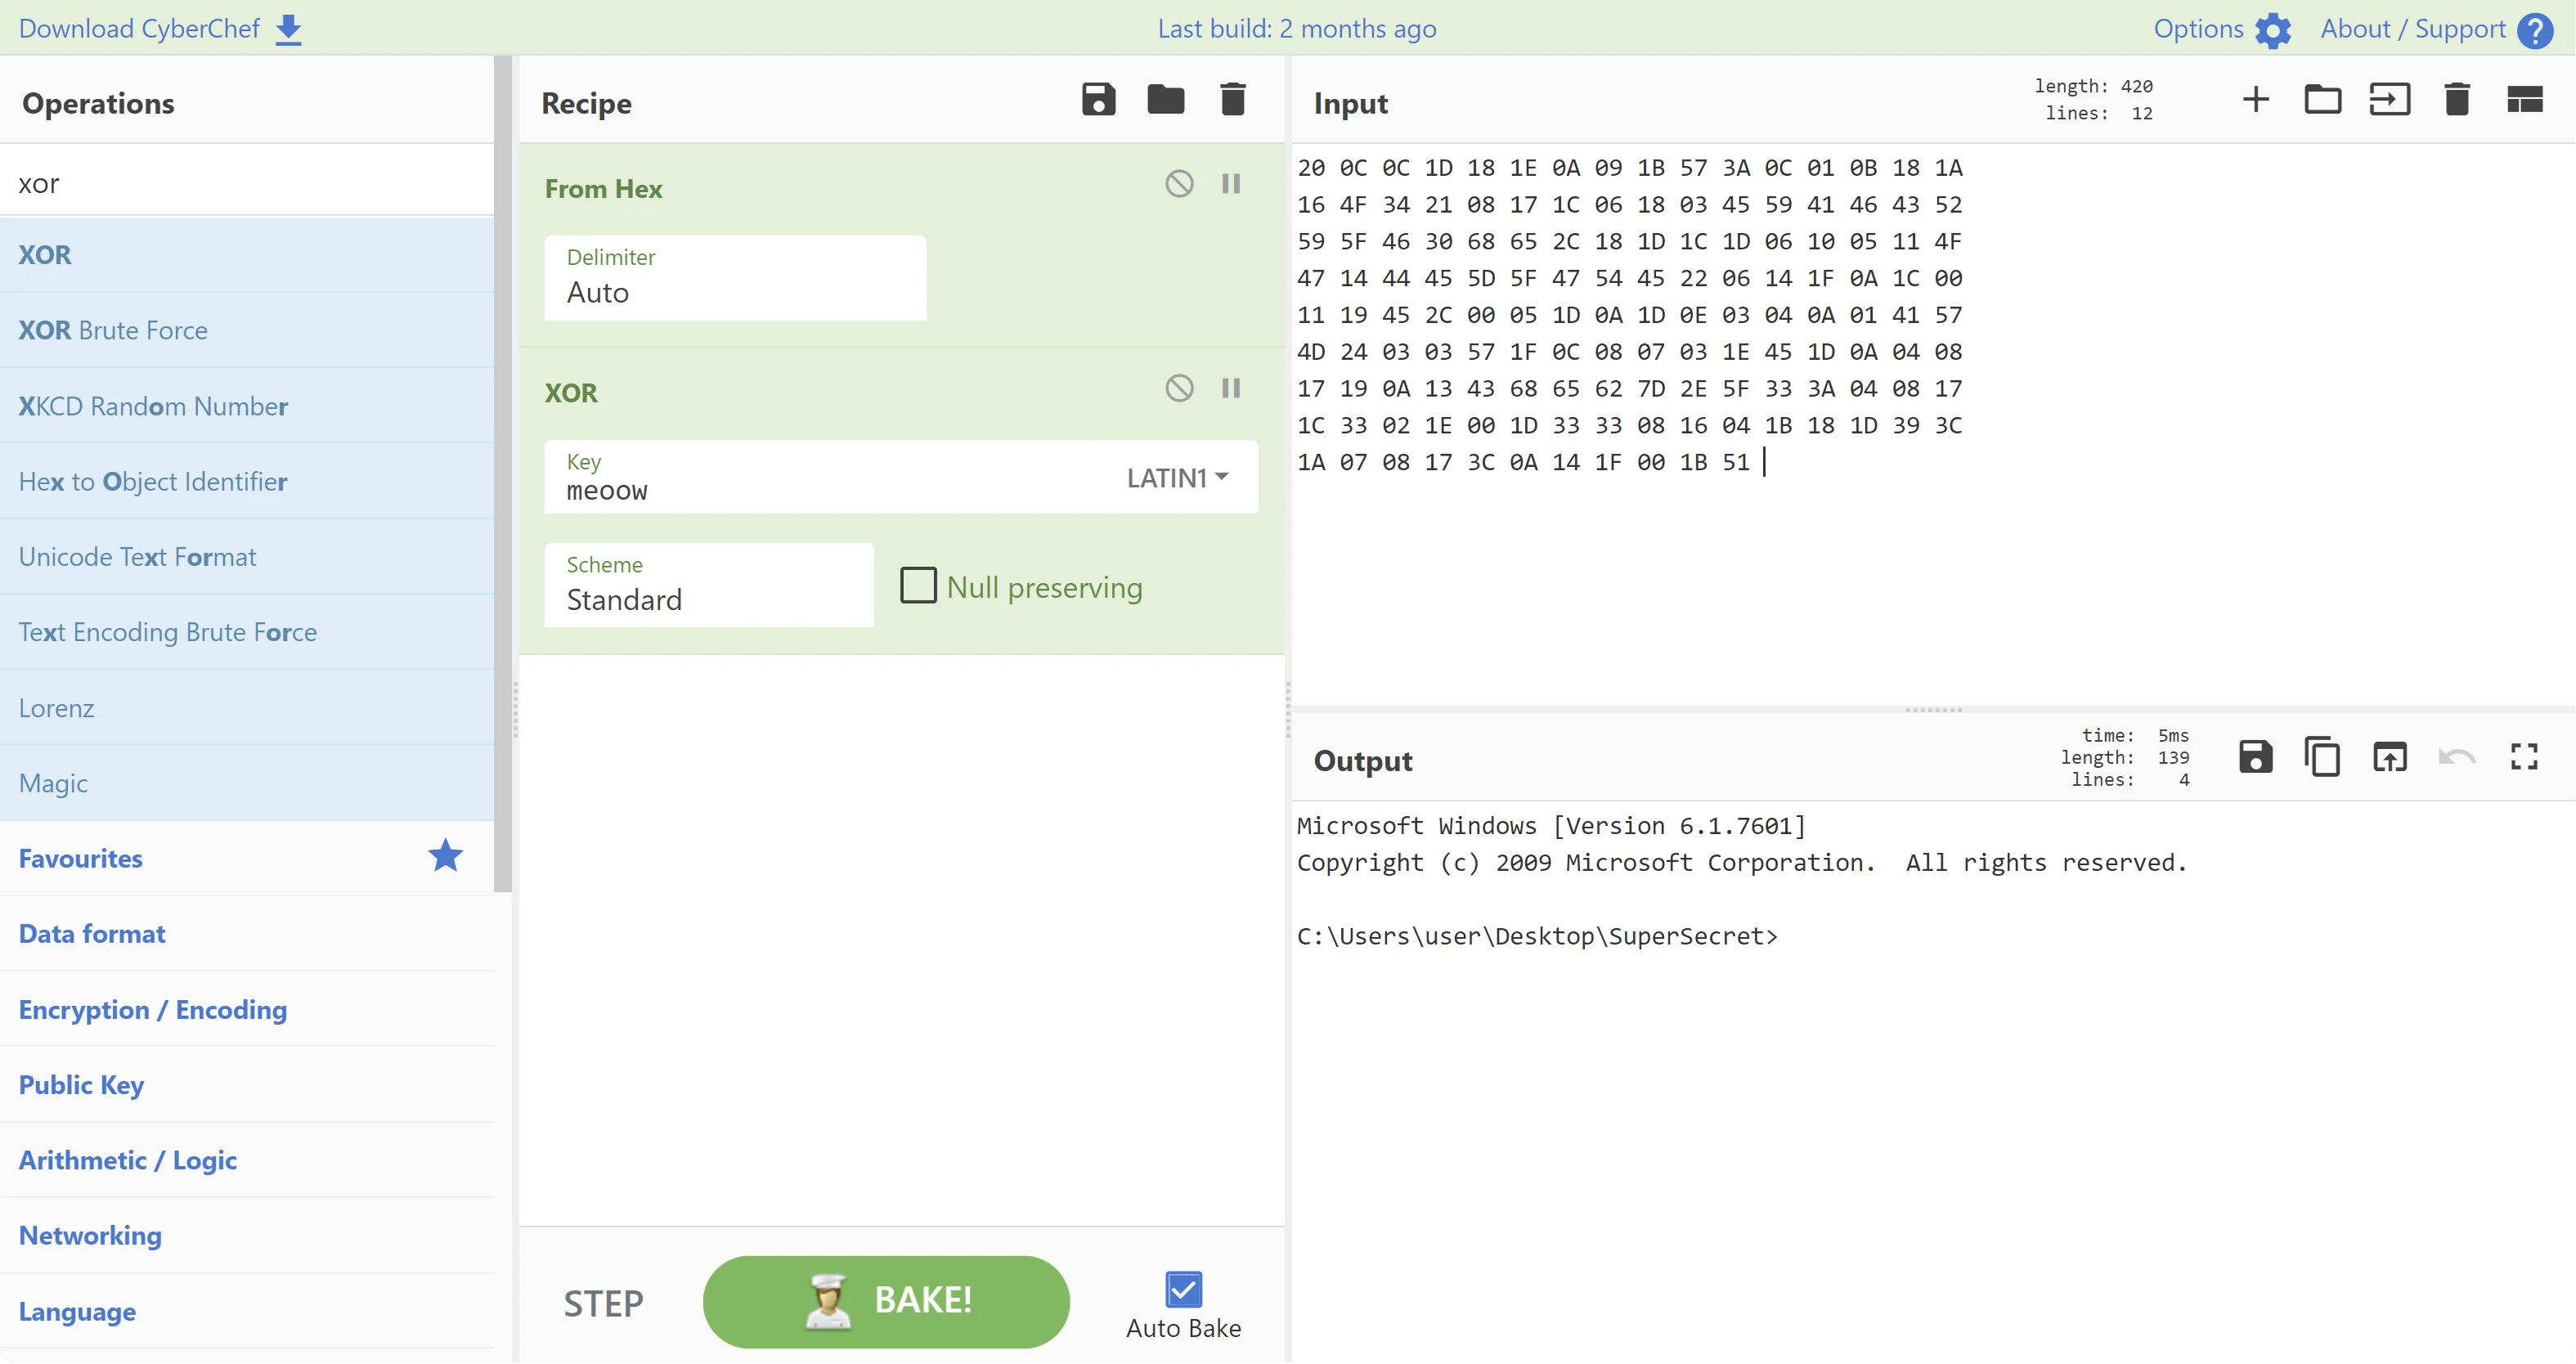 Download CyberChef
Last build: 2 months ago
Options
About / Support
Operations
xor
XOR
XOR Brute Force
XKCD Random Number
Hex to Object Identifier
Unicode Text Format
Text Encoding Brute Force
Lorenz
Magic
Favourites
Data format
Encryption / Encoding
Public Key
Arithmetic / Logic
Networking
Language
Recipe
From Hex
Delimiter
Auto
XOR
Key
meoow
LATIN1
Scheme
Standard
Null preserving
STEP
BAKE!
Auto Bake
Input
length: 420
lines: 12
20 0C 0C 1D 18 1E 0A 09 1B 57 3A 0C 01 0B 18 1A
16 4F 34 21 08 17 1C 06 18 03 45 59 41 46 43 52
59 5F 46 30 68 65 2C 18 1D 1C 1D 06 10 05 11 4F
47 14 44 45 5D 5F 47 54 45 22 06 14 1F 0A 1C 00
11 19 45 2C 00 05 1D 0A 1D 0E 03 04 0A 01 41 57
4D 24 03 03 57 1F 0C 08 07 03 1E 45 1D 0A 04 08
17 19 0A 13 43 68 65 62 7D 2E 5F 33 3A 04 08 17
1C 33 02 1E 00 1D 33 33 08 16 04 1B 18 1D 39 3C
1A 07 08 17 3C 0A 14 1F 00 1B 51
Output
time: 5ms
length: 139
lines: 4
Microsoft Windows [Version 6.1.7601]
Copyright (c) 2009 Microsoft Corporation.  All rights reserved.
C:\Users\user\Desktop\SuperSecret>